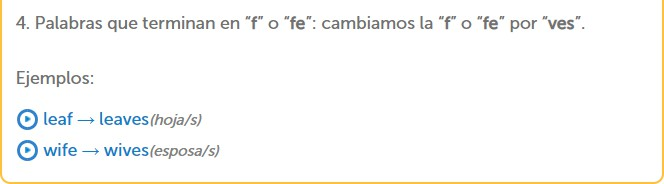 4. Palabras que terminan en “f” o “fe”: cambiamos la “f” o “fe” por “ves”.
Ejemplos:
leaf → leaves(hoja/s)
wife → wives(esposa/s)